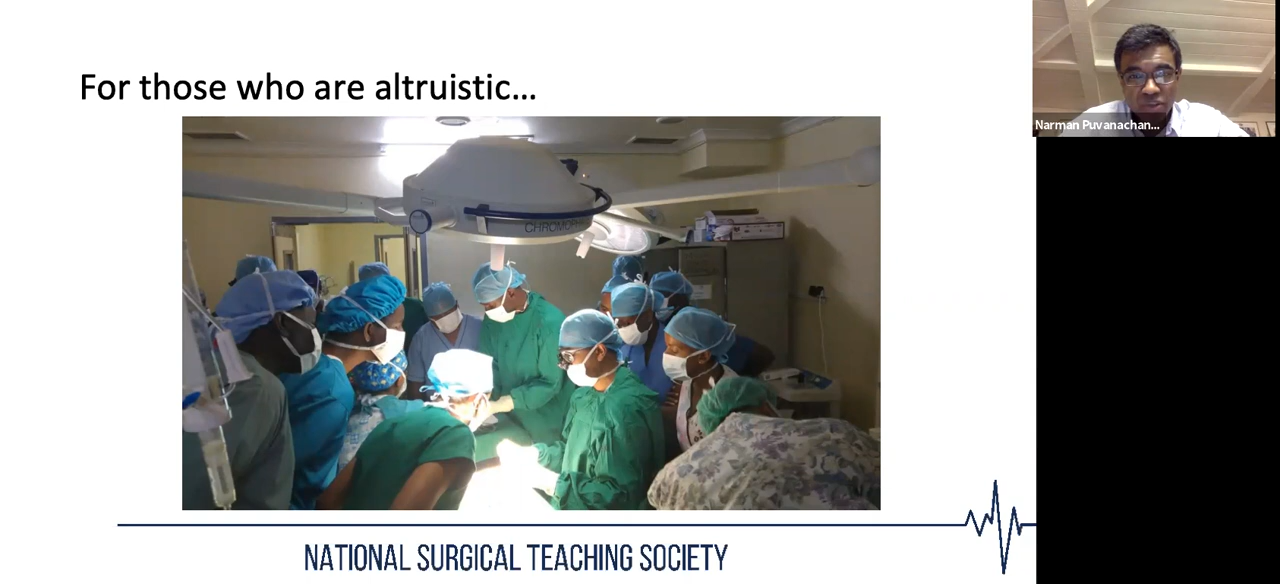 For those who are altruistic...
Narman Puvanachan...
NATIONAL SURGICAL TEACHING SOCIETY